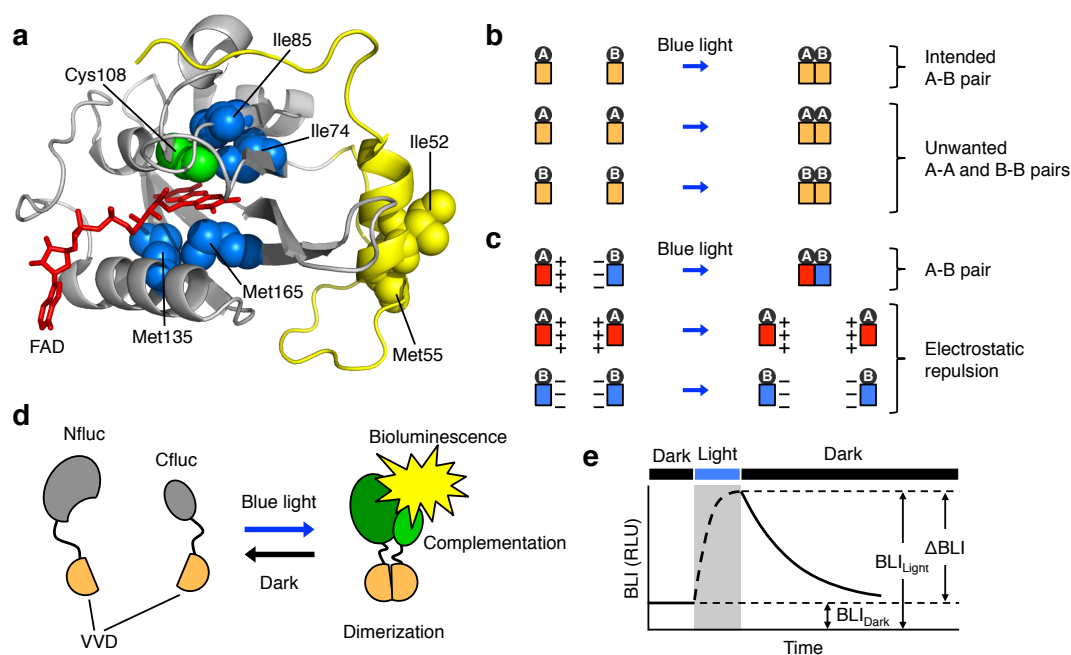 a
Ile85
Cys108
Ile74
Ile52
Met165
Met135
Met55
FAD
b
Blue light
A B A B
Intended
A-B pair
A A A A
B B B B
Unwanted
A-A and B-B pairs
c
Blue light
A + + + − − − B A B
A-B pair
A + + + + + + A A + + + + + + A
B − − − − − − B B − − − − − − B
Electrostatic
repulsion
d
Nfluc
Cfluc
Bioluminescence
Blue light
Complementation
Dark
VVD
Dimerization
e
Dark Light Dark
BLI (RLU)
BLILight
ΔBLI
BLIDark
Time